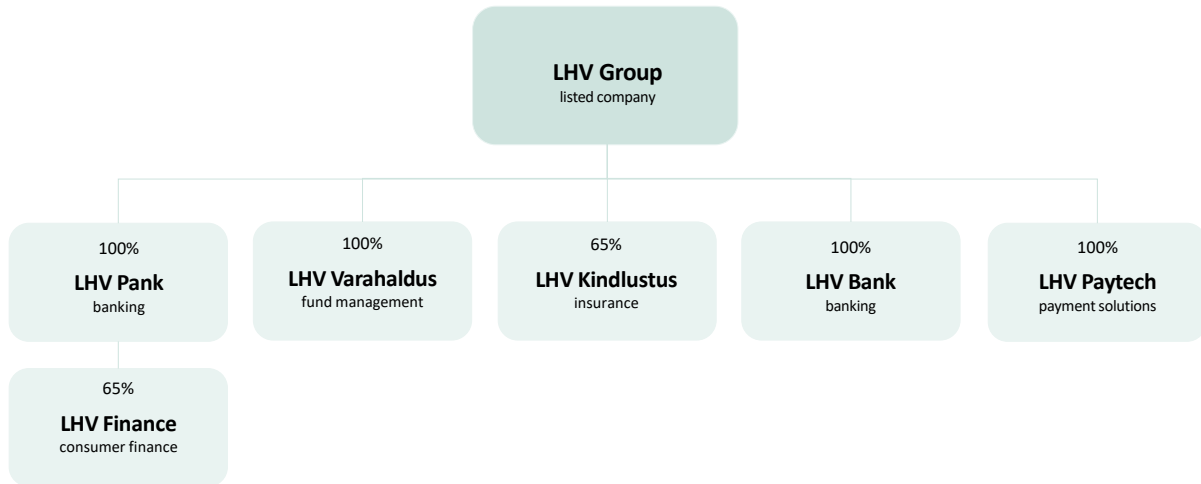 LHV Group
listed company
100%
LHV Pank
banking
100%
LHV Varahaldus
fund management
65%
LHV Kindlustus
insurance
100%
LHV Bank
banking
100%
LHV Paytech
payment solutions
65%
LHV Finance
consumer finance